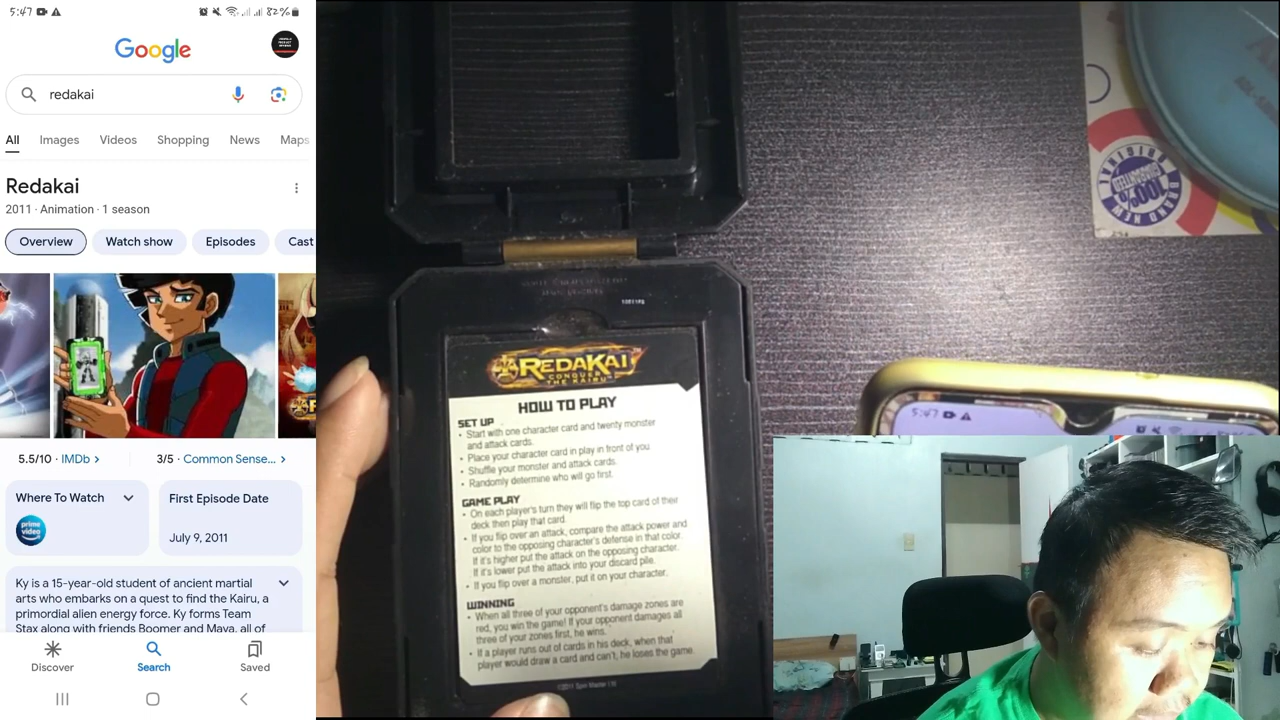 5:47
82%
Google
redakai
All Images Videos Shopping News Maps
Redakai
2011 · Animation · 1 season
Overview Watch show Episodes Cast
5.5/10 · IMDb >
3/5 · Common Sense... >
Where To Watch
prime video
First Episode Date
July 9, 2011
Ky is a 15-year-old student of ancient martial
arts who embarks on a quest to find the Kairu, a
primordial alien energy force. Ky forms Team
Stax along with friends Boomer and Maya, all of
Discover Search Saved
REDAKAI
CONQUER
THE KAIRU
HOW TO PLAY
SET UP
• Start with one character card and twenty monster
and attack cards.
• Place your character card in play in front of you
• Shuffle your monster and attack cards.
• Randomly determine who will go first.
GAME PLAY
• On each player's turn they will flip the top card of their
deck then play that card.
• If you flip over an attack, compare the attack power and
color to the opposing character's defense in that color.
If it's higher put the attack on the opposing character.
If it's lower put the attack into your discard pile.
• If you flip over a monster, put it on your character.
WINNING
• When all three of your opponent's damage zones are
red, you win the game! If your opponent damages all
three of your zones first, he wins.
• If a player runs out of cards in his deck, when that
player would draw a card and can't, he loses the game.
BRAND NEW
100%
ORIGINAL
5:47